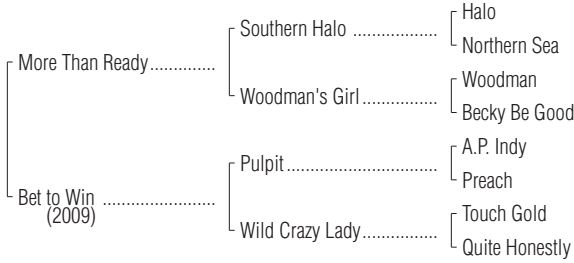 Halo
Southern Halo .................
Northern Sea
More Than Ready.............
Woodman
Woodman's Girl...............
Becky Be Good
A.P. Indy
Pulpit..............................
Preach
Bet to Win ......................
(2009)
Touch Gold
Wild Crazy Lady...............
Quite Honestly